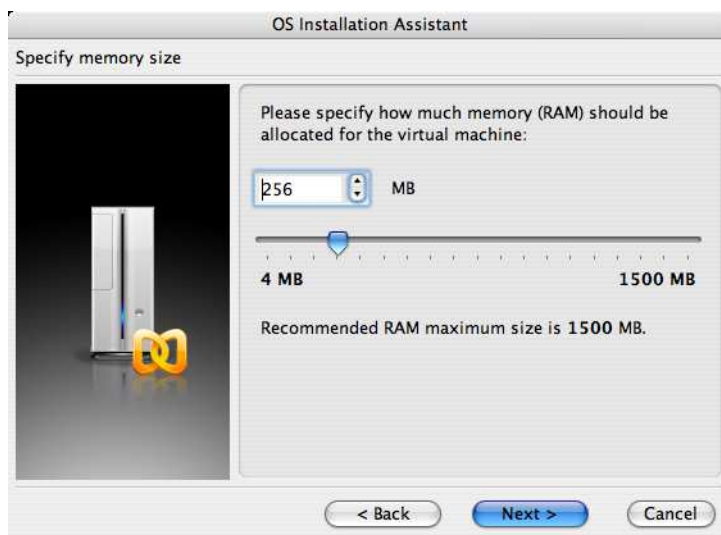 OS Installation Assistant
Specify memory size
Please specify how much memory (RAM) should be
allocated for the virtual machine:
256 MB
4 MB 1500 MB
Recommended RAM maximum size is 1500 MB.
< Back Next > Cancel